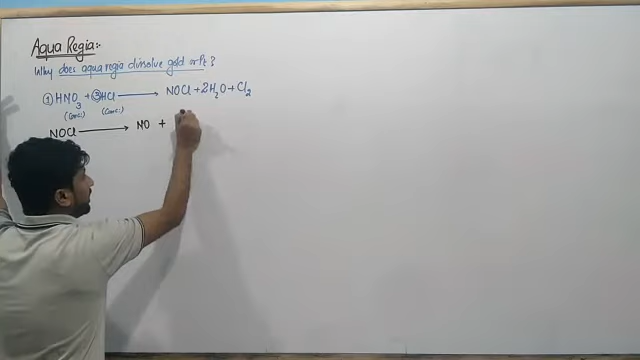 Aqua Regia:-
Why does aqua regia dissolve gold or Pt ?
① HNO₃ + ③ HCl ⟶ NOCl + 2H₂O + Cl₂
(Conc.) (Conc.)
NOCl ⟶ NO +